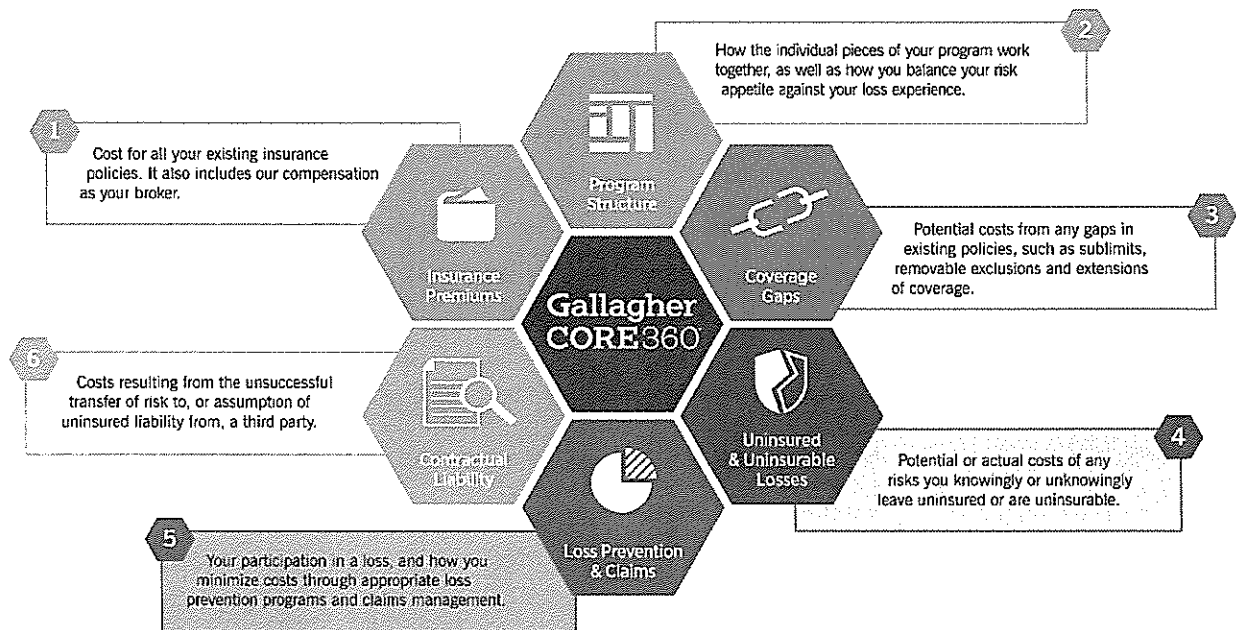 1
Cost for all your existing insurance
policies. It also includes our compensation
as your broker.
Insurance
Premiums
2
How the individual pieces of your program work
together, as well as how you balance your risk
appetite against your loss experience.
Program
Structure
3
Potential costs from any gaps in
existing policies, such as sublimits,
removable exclusions and extensions
of coverage.
Coverage
Gaps
Gallagher
CORE360
4
Potential or actual costs of any
risks you knowingly or unknowingly
leave uninsured or are uninsurable.
Uninsured
& Uninsurable
Losses
5
Your participation in a loss, and how you
minimize costs through appropriate loss
prevention programs and claims management.
Loss Prevention
& Claims
6
Costs resulting from the unsuccessful
transfer of risk to, or assumption of
uninsured liability from, a third party.
Contractual
Liability